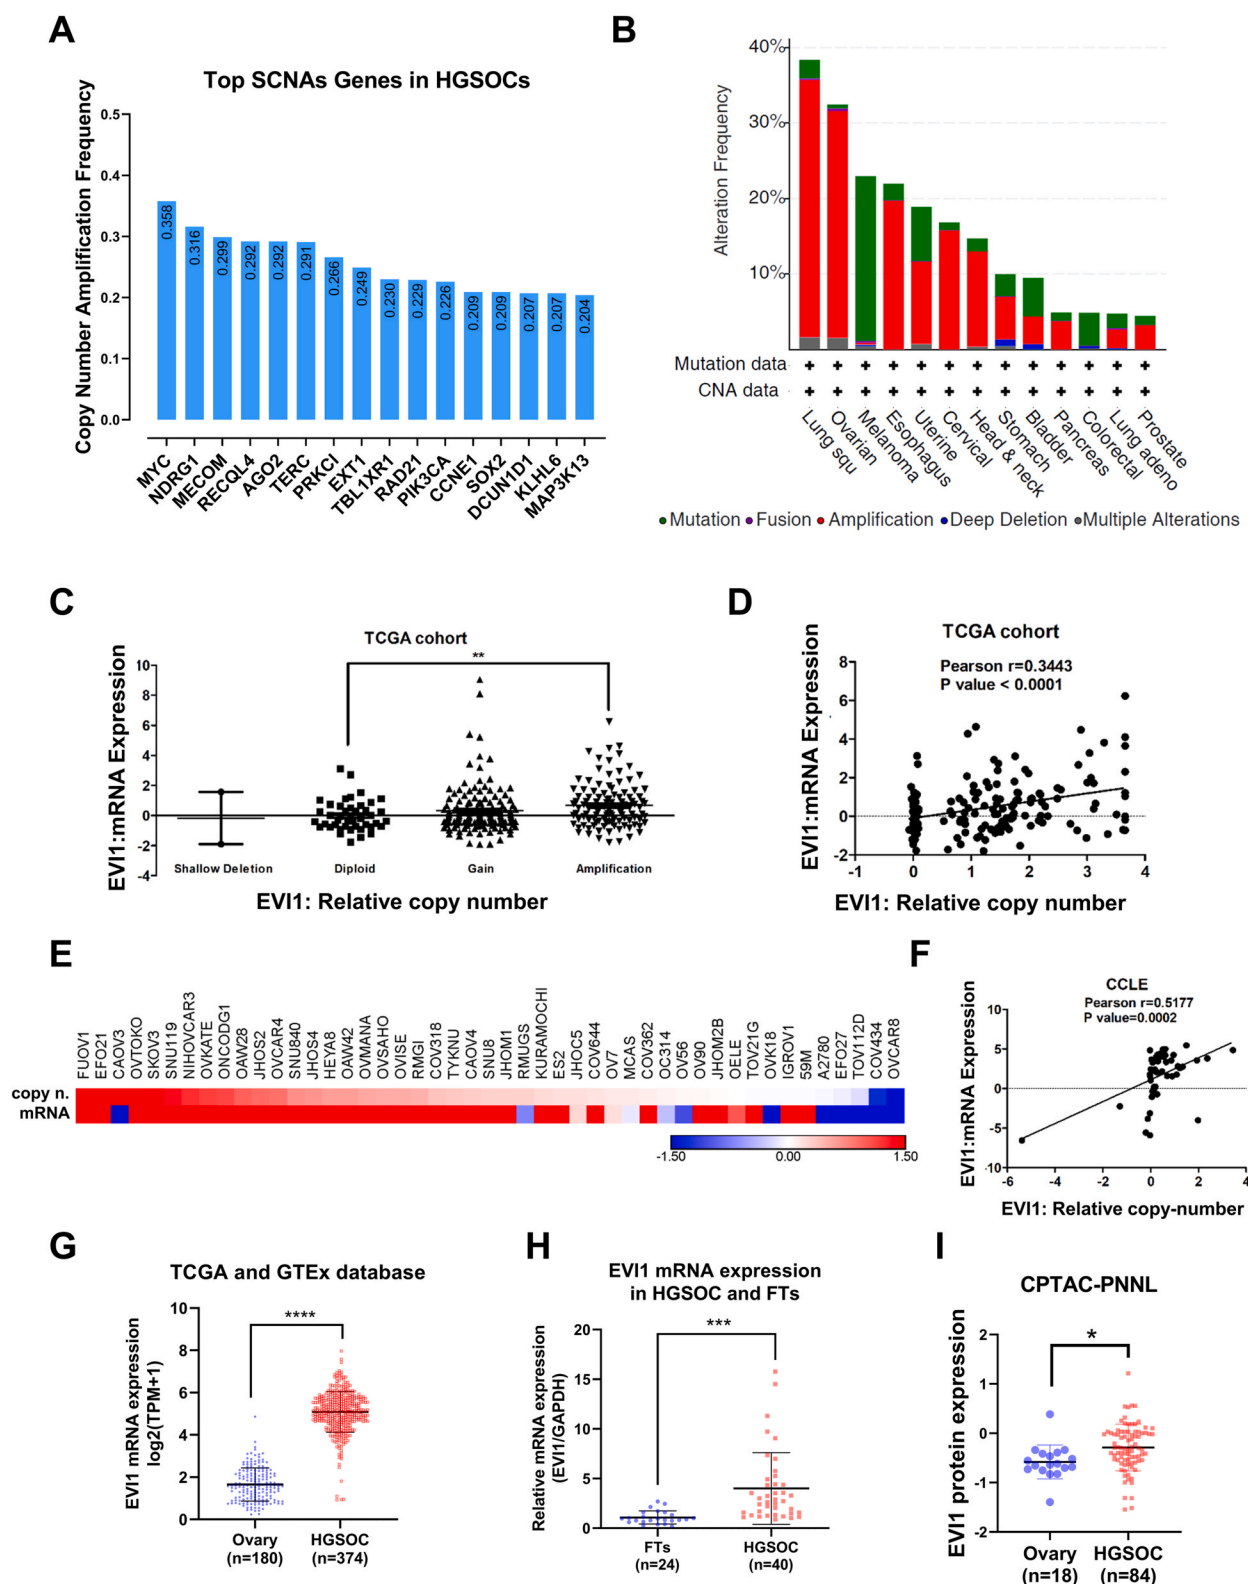 A
Top SCNAs Genes in HGSOCs
Copy Number Amplification Frequency
0.5
0.4
0.3
0.2
0.1
0.0
0.358
0.316
0.299
0.292
0.292
0.291
0.266
0.249
0.230
0.229
0.226
0.209
0.209
0.207
0.207
0.204
MYC
NDRG1
MECOM
RECQL4
AGO2
TERC
PRKCI
EXT1
TBL1XR1
RAD21
PIK3CA
CCNE1
SOX2
DCUN1D1
KLHL6
MAP3K13
B
Alteration Frequency
40%
30%
20%
10%
Mutation data + + + + + + + + + + + + +
CNA data + + + + + + + + + + + + +
Lung squ
Ovarian
Melanoma
Esophagus
Uterine
Cervical
Head & neck
Stomach
Bladder
Pancreas
Colorectal
Lung adeno
Prostate
Mutation Fusion Amplification Deep Deletion Multiple Alterations
C
TCGA cohort
**
EVI1:mRNA Expression
10
8
6
4
2
0
-2
-4
Shallow Deletion Diploid Gain Amplification
EVI1: Relative copy number
D
TCGA cohort
Pearson r=0.3443
P value < 0.0001
EVI1:mRNA Expression
8
6
4
2
0
-2
-1 0 1 2 3 4
EVI1: Relative copy number
E
FUOV1
EFO21
CAOV3
OVTOKO
SKOV3
SNU119
NIHOVCAR3
OVKATE
ONCODG1
OAW28
JHOS2
OVCAR4
SNU840
JHOS4
HEYA8
OAW42
OVMANA
OVSAHO
OVISE
RMGI
COV318
TYKNU
CAOV4
SNU8
JHOM1
RMUGS
KURAMOCHI
ES2
JHOC5
COV644
OV7
MCAS
COV362
OC314
OV56
OV90
JHOM2B
OELE
TOV21G
OVK18
IGROV1
59M
A2780
EFO27
TOV112D
COV434
OVCAR8
copy n.
mRNA
-1.50 0.00 1.50
F
CCLE
Pearson r=0.5177
P value=0.0002
EVI1:mRNA Expression
10
5
0
-5
-10
-6 -4 -2 0 2 4
EVI1: Relative copy-number
G
TCGA and GTEx database
****
EVI1 mRNA expression
log2(TPM+1)
10
8
6
4
2
0
Ovary HGSOC
(n=180) (n=374)
H
EVI1 mRNA expression
in HGSOC and FTs
***
Relative mRNA expression
(EVI1/GAPDH)
20
15
10
5
0
FTs HGSOC
(n=24) (n=40)
I
CPTAC-PNNL
*
EVI1 protein expression
2
1
0
-1
-2
Ovary HGSOC
(n=18) (n=84)